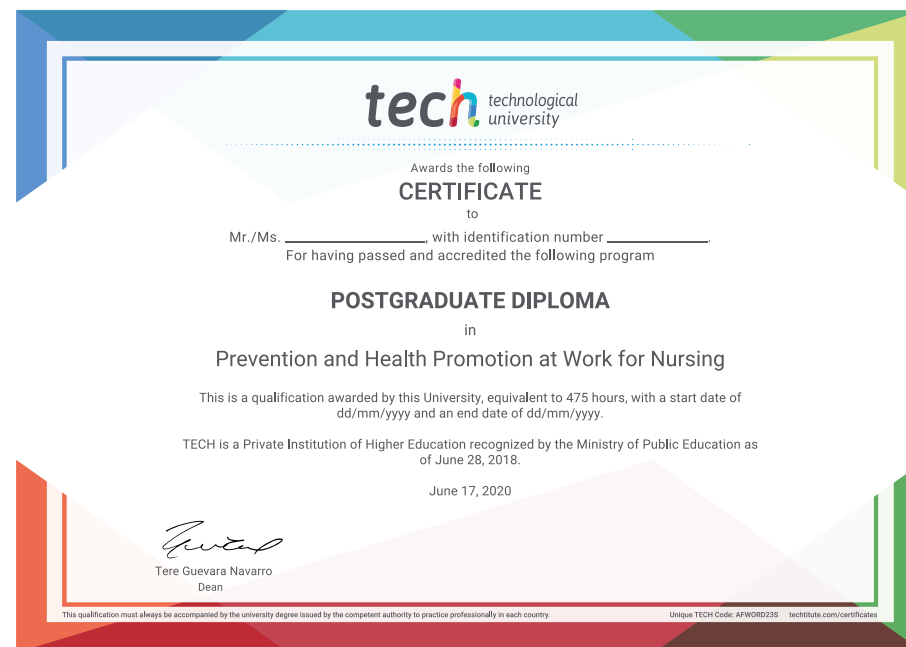 tech technological
university
Awards the following
CERTIFICATE
to
Mr./Ms. ____________________, with identification number ______________.
For having passed and accredited the following program
POSTGRADUATE DIPLOMA
in
Prevention and Health Promotion at Work for Nursing
This is a qualification awarded by this University, equivalent to 475 hours, with a start date of
dd/mm/yyyy and an end date of dd/mm/yyyy.
TECH is a Private Institution of Higher Education recognized by the Ministry of Public Education as
of June 28, 2018.
June 17, 2020
Tere Guevara Navarro
Dean
This qualification must always be accompanied by the university degree issued by the competent authority to practice professionally in each country. Unique TECH Code: AFWORD23S techtitute.com/certificates